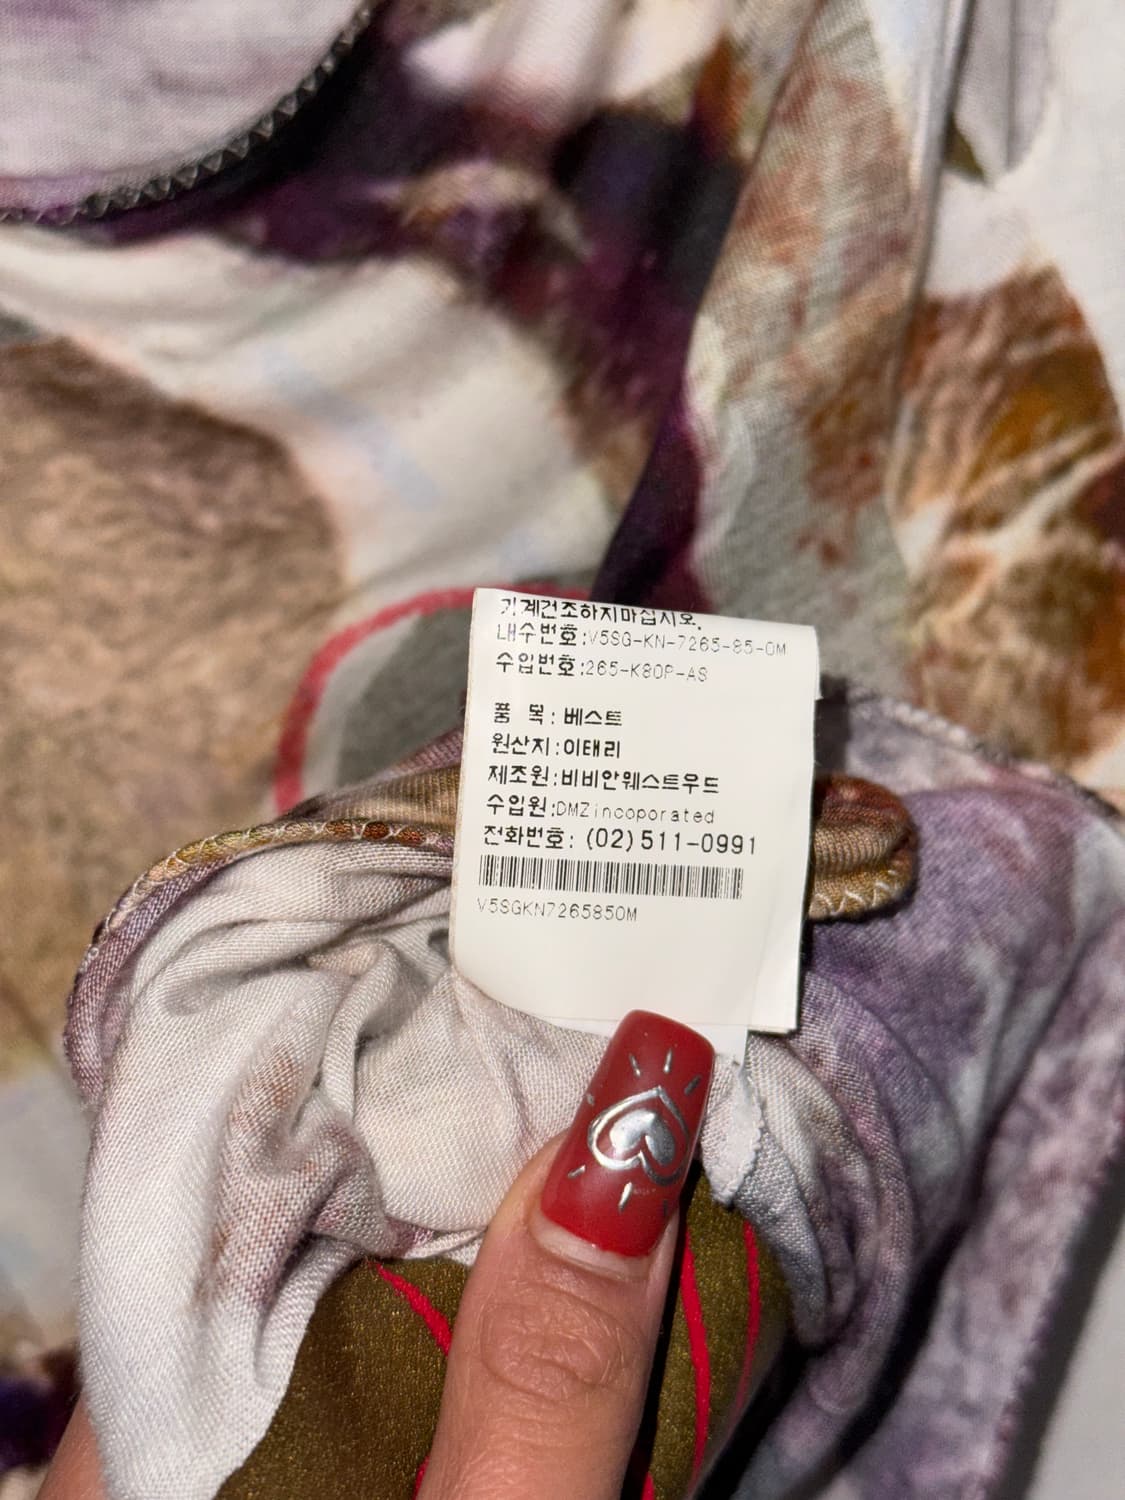 기계건조하지마십시오.
내수번호:V5SG-KN-7265-85-0M
수입번호:265-K80P-AS
품 목: 베스트
원산지:이태리
제조원:비비안웨스트우드
수입원:DMZincoporated
전화번호: (02)511-0991
V5SGKN7265850M